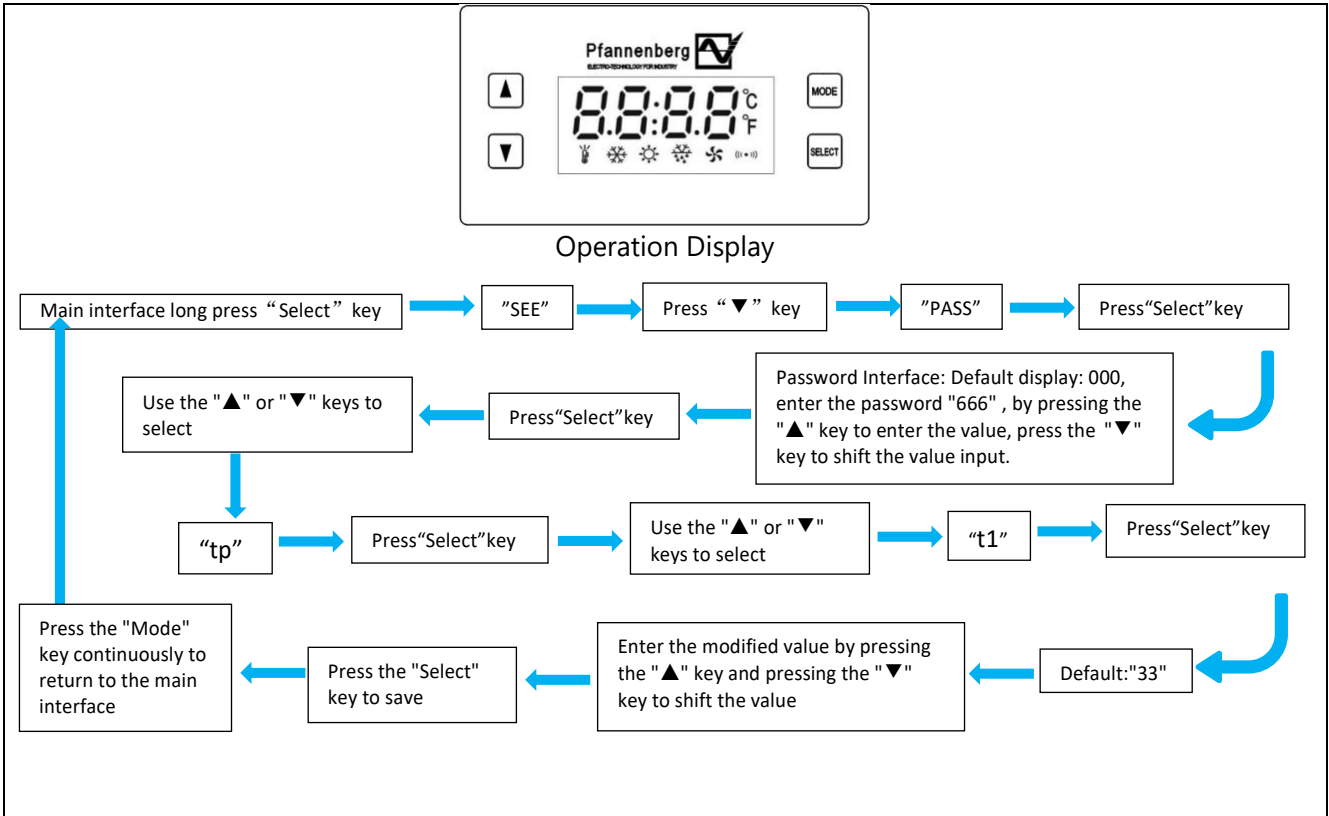 Pfannenberg
ELECTRO-TECHNOLOGY FOR INDUSTRY
▲
MODE
8.8:8.8 °C
°F
▼
SELECT
Operation Display
Main interface long press “Select” key
"SEE"
Press “▼” key
"PASS"
Press“Select”key
Password Interface: Default display: 000,
enter the password "666" , by pressing the
"▲" key to enter the value, press the "▼"
key to shift the value input.
Press“Select”key
Use the "▲" or "▼" keys to
select
“tp”
Press“Select”key
Use the "▲" or "▼"
keys to select
“t1”
Press“Select”key
Default:"33"
Enter the modified value by pressing
the "▲" key and pressing the "▼"
key to shift the value
Press the "Select"
key to save
Press the "Mode"
key continuously to
return to the main
interface